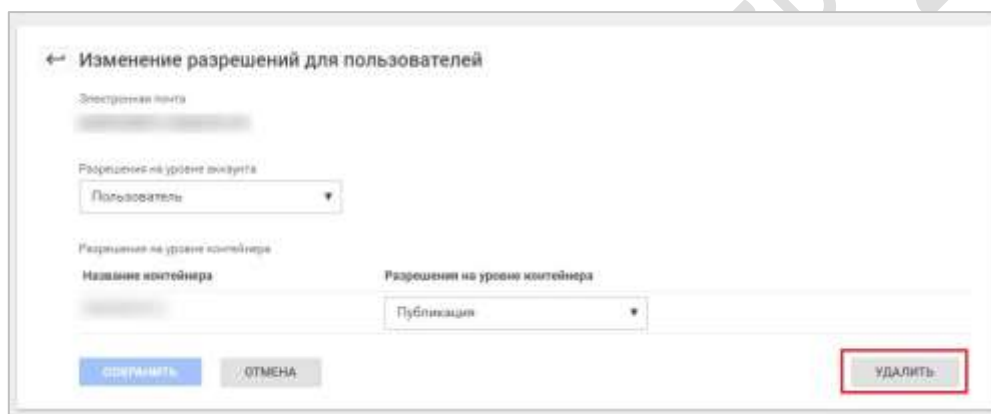 Изменение разрешений для пользователей
Электронная почта
Разрешения на уровне аккаунта
Пользователь
Разрешения на уровне контейнера
Название контейнера Разрешения на уровне контейнера
Публикация
СОХРАНИТЬ ОТМЕНА УДАЛИТЬ